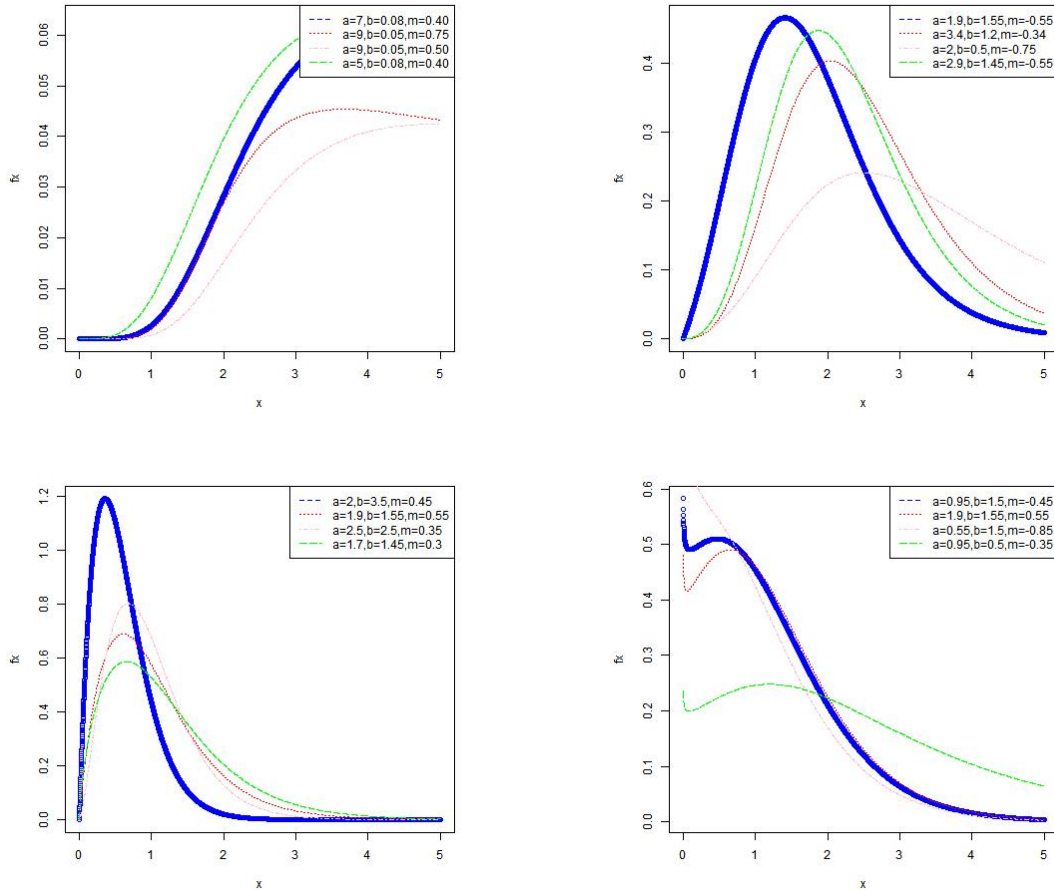 a=7,b=0.08,m=0.40
a=9,b=0.05,m=0.75
a=9,b=0.05,m=0.50
a=5,b=0.08,m=0.40
fx
0.00
0.01
0.02
0.03
0.04
0.05
0.06
0 1 2 3 4 5
x
a=1.9,b=1.55,m=-0.55
a=3.4,b=1.2,m=-0.34
a=2,b=0.5,m=-0.75
a=2.9,b=1.45,m=-0.55
fx
0.0
0.1
0.2
0.3
0.4
0 1 2 3 4 5
x
a=2,b=3.5,m=0.45
a=1.9,b=1.55,m=0.55
a=2.5,b=2.5,m=0.35
a=1.7,b=1.45,m=0.3
fx
0.0
0.2
0.4
0.6
0.8
1.0
1.2
0 1 2 3 4 5
x
a=0.95,b=1.5,m=-0.45
a=1.9,b=1.55,m=0.55
a=0.55,b=1.5,m=-0.85
a=0.95,b=0.5,m=-0.35
fx
0.0
0.1
0.2
0.3
0.4
0.5
0.6
0 1 2 3 4 5
x